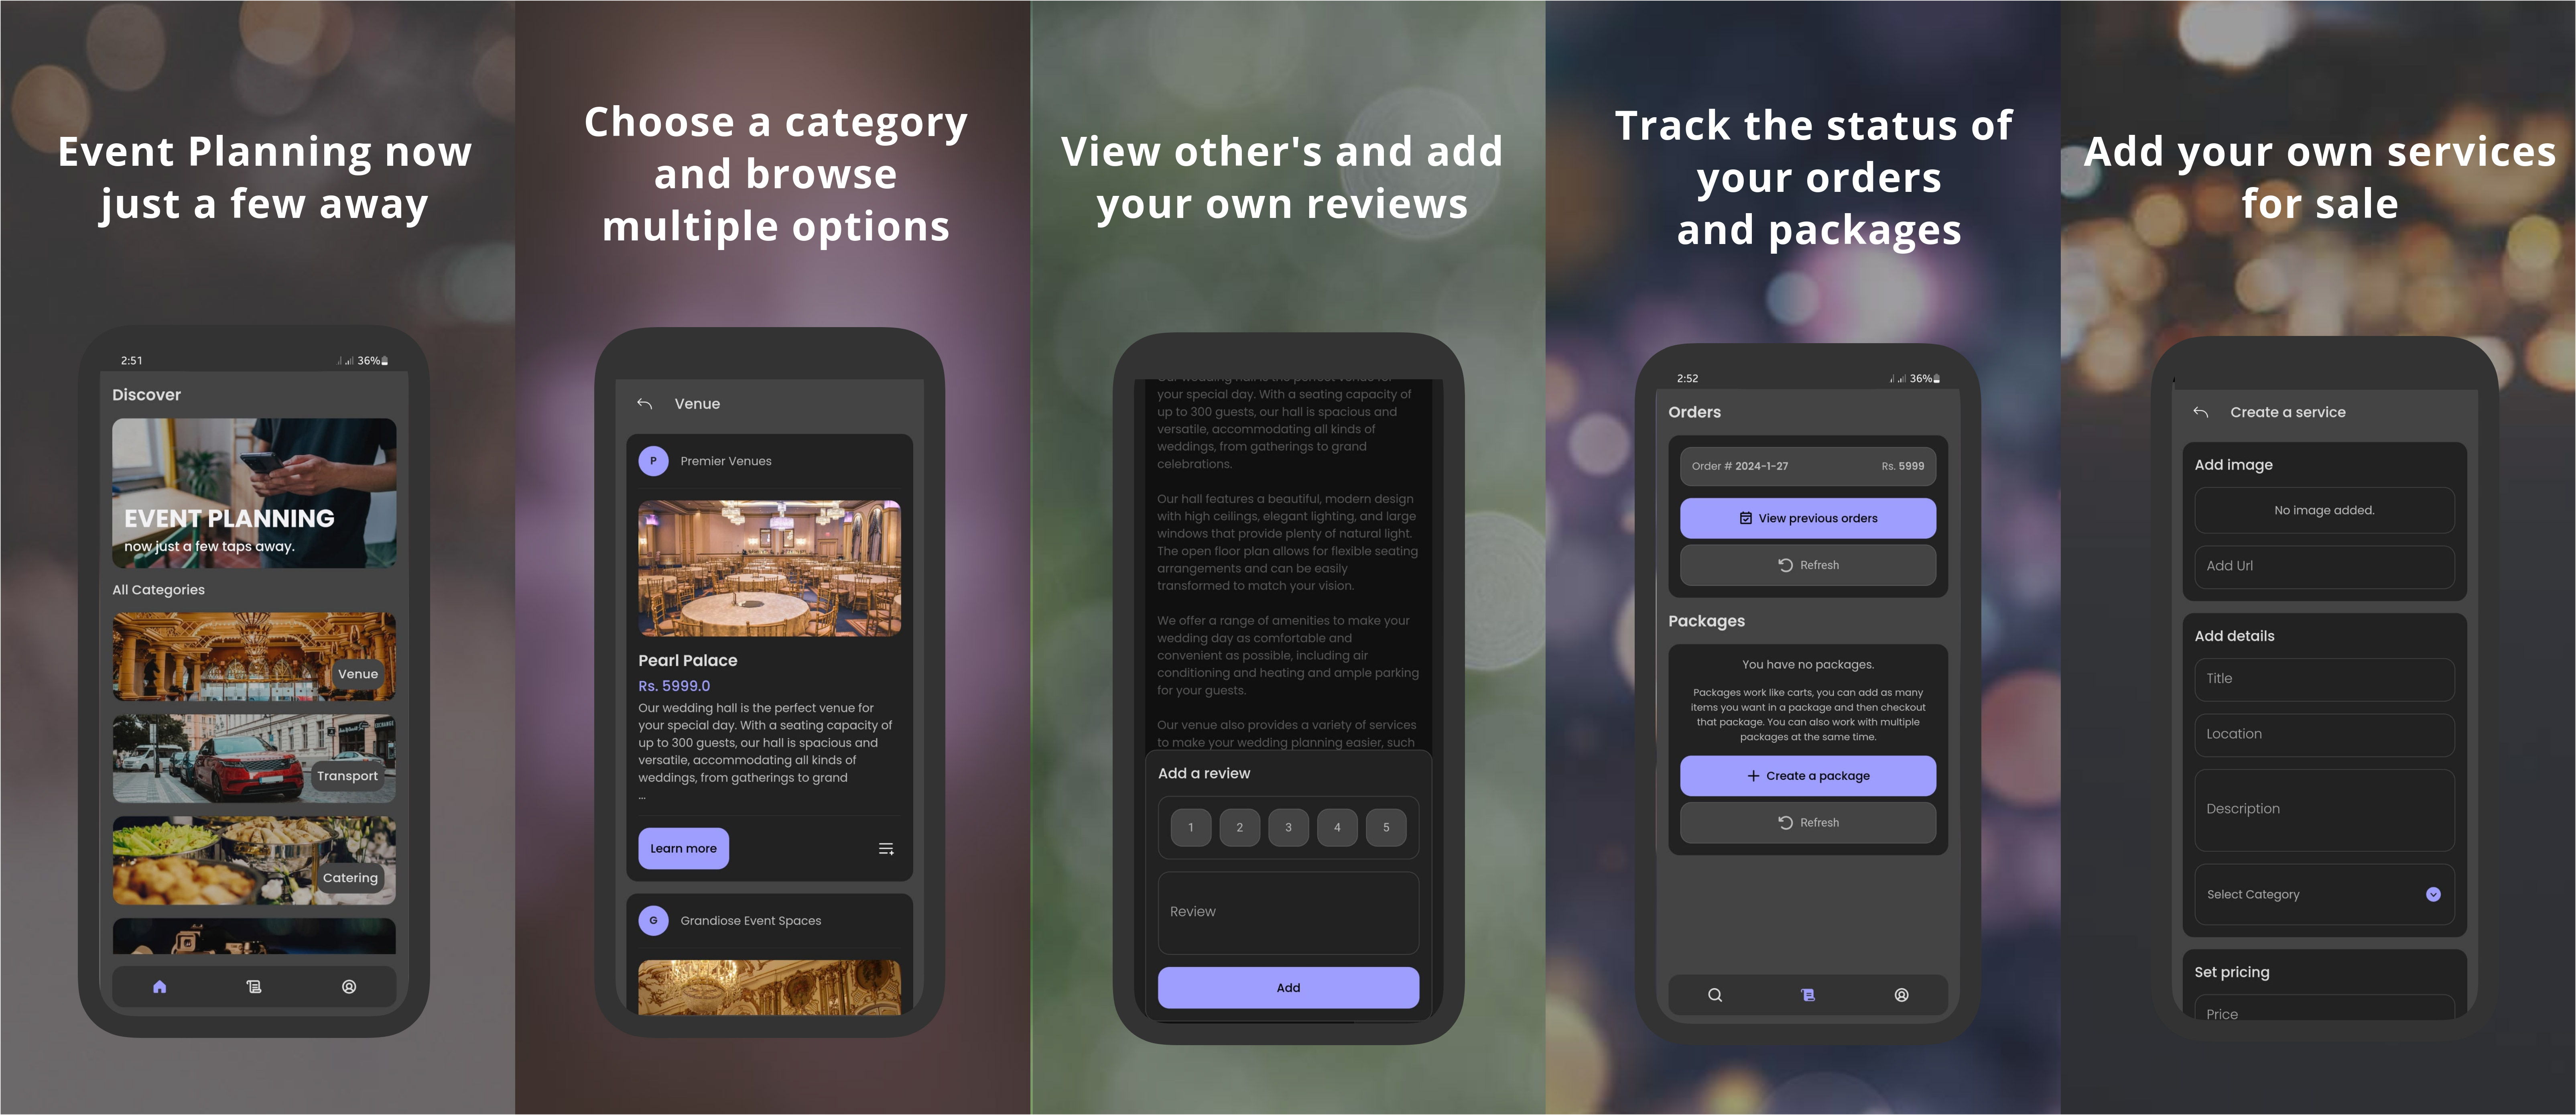 Event Planning now
just a few away
2:51
36%
Discover
EVENT PLANNING
now just a few taps away.
All Categories
Venue
Transport
Catering
Choose a category
and browse
multiple options
Venue
P
Premier Venues
Pearl Palace
Rs. 5999.0
Our wedding hall is the perfect venue for
your special day. With a seating capacity of
up to 300 guests, our hall is spacious and
versatile, accommodating all kinds of
weddings, from gatherings to grand
...
Learn more
G
Grandiose Event Spaces
View other's and add
your own reviews
Our wedding hall is the perfect venue for
your special day. With a seating capacity of
up to 300 guests, our hall is spacious and
versatile, accommodating all kinds of
weddings, from gatherings to grand
celebrations.
Our hall features a beautiful, modern design
with high ceilings, elegant lighting, and large
windows that provide plenty of natural light.
The open floor plan allows for flexible seating
arrangements and can be easily
transformed to match your vision.
We offer a range of amenities to make your
wedding day as comfortable and
convenient as possible, including air
conditioning and heating and ample parking
for your guests.
Our venue also provides a variety of services
to make your wedding planning easier, such
Add a review
1 2 3 4 5
Review
Add
Track the status of
your orders
and packages
2:52
36%
Orders
Order # 2024-1-27 Rs. 5999
View previous orders
Refresh
Packages
You have no packages.
Packages work like carts, you can add as many
items you want in a package and then checkout
that package. You can also work with multiple
packages at the same time.
Create a package
Refresh
Add your own services
for sale
Create a service
Add image
No image added.
Add Url
Add details
Title
Location
Description
Select Category
Set pricing
Price